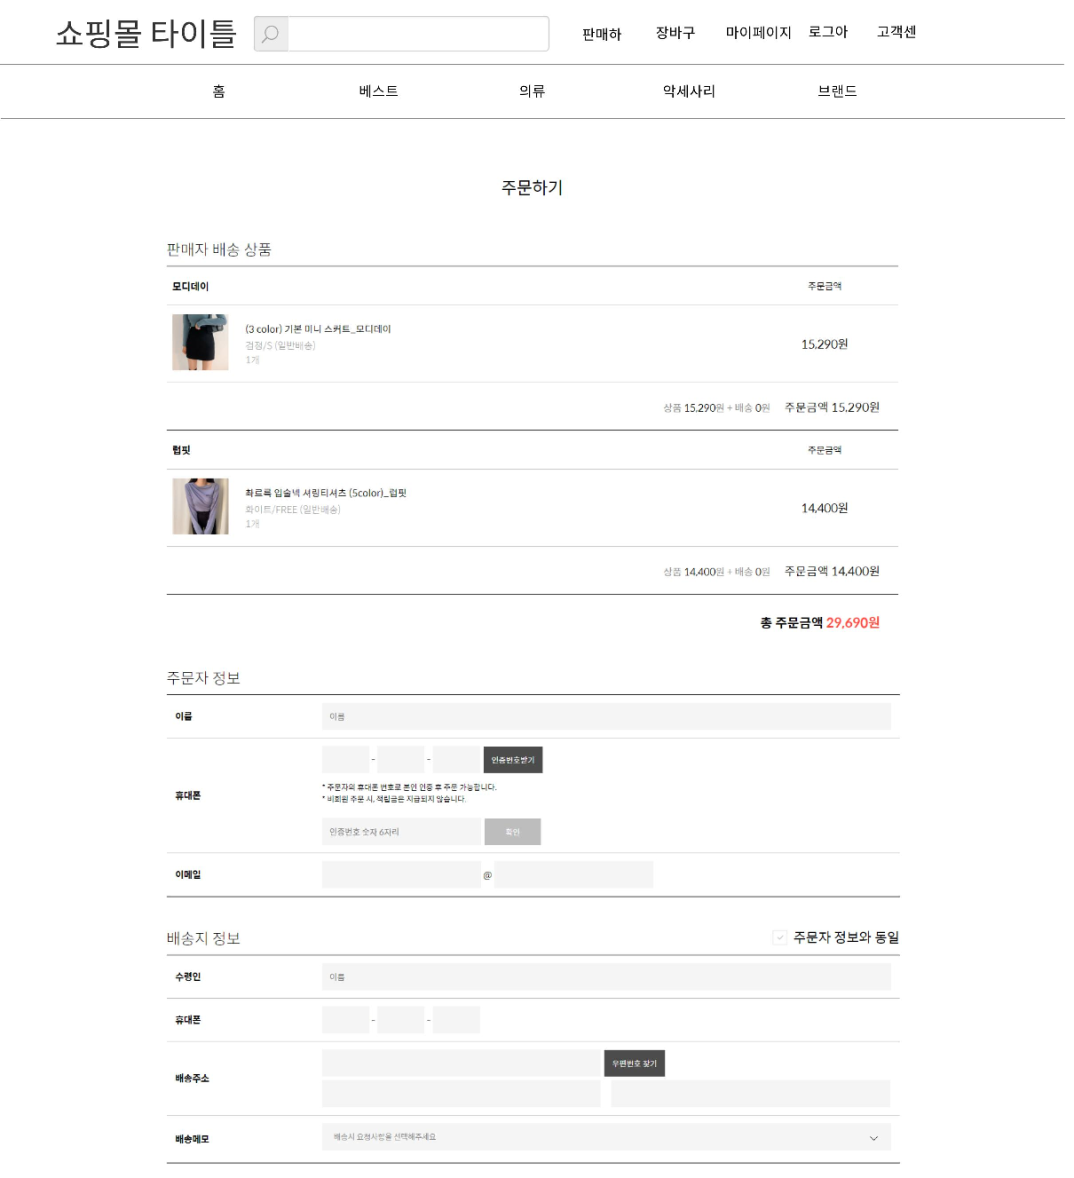 쇼핑몰 타이틀
판매하 장바구 마이페이지 로그아 고객센
홈 베스트 의류 악세사리 브랜드
주문하기
판매자 배송 상품
모디데이 주문금액
(3 color) 기본 미니 스커트_모디데이
검정/S (일반배송)
1개
15,290원
상품 15,290원 + 배송 0원 주문금액 15,290원
럽핏 주문금액
촤르륵 입술넥 셔링티셔츠 (5color)_럽핏
화이트/FREE (일반배송)
1개
14,400원
상품 14,400원 + 배송 0원 주문금액 14,400원
총 주문금액 29,690원
주문자 정보
이름 이름
- - 인증번호받기
* 주문자의 휴대폰 번호로 본인 인증 후 주문 가능합니다.
휴대폰
* 비회원 주문 시, 적립금은 지급되지 않습니다.
인증번호 숫자 6자리 확인
이메일 @
배송지 정보 주문자 정보와 동일
수령인 이름
휴대폰 - -
우편번호 찾기
배송주소
배송메모 배송시 요청사항을 선택해주세요